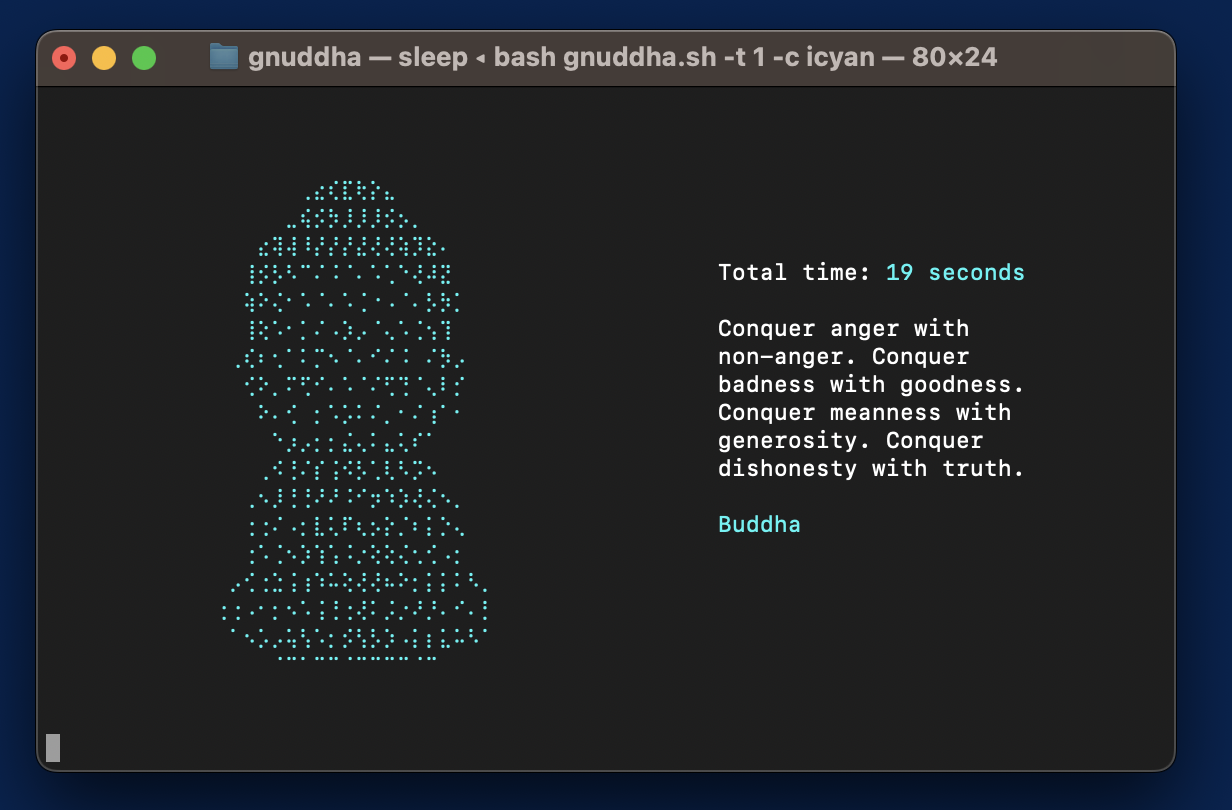 gnuddha — sleep ◂ bash gnuddha.sh -t 1 -c icyan — 80×24
Total time: 19 seconds
Conquer anger with
non-anger. Conquer
badness with goodness.
Conquer meanness with
generosity. Conquer
dishonesty with truth.
Buddha